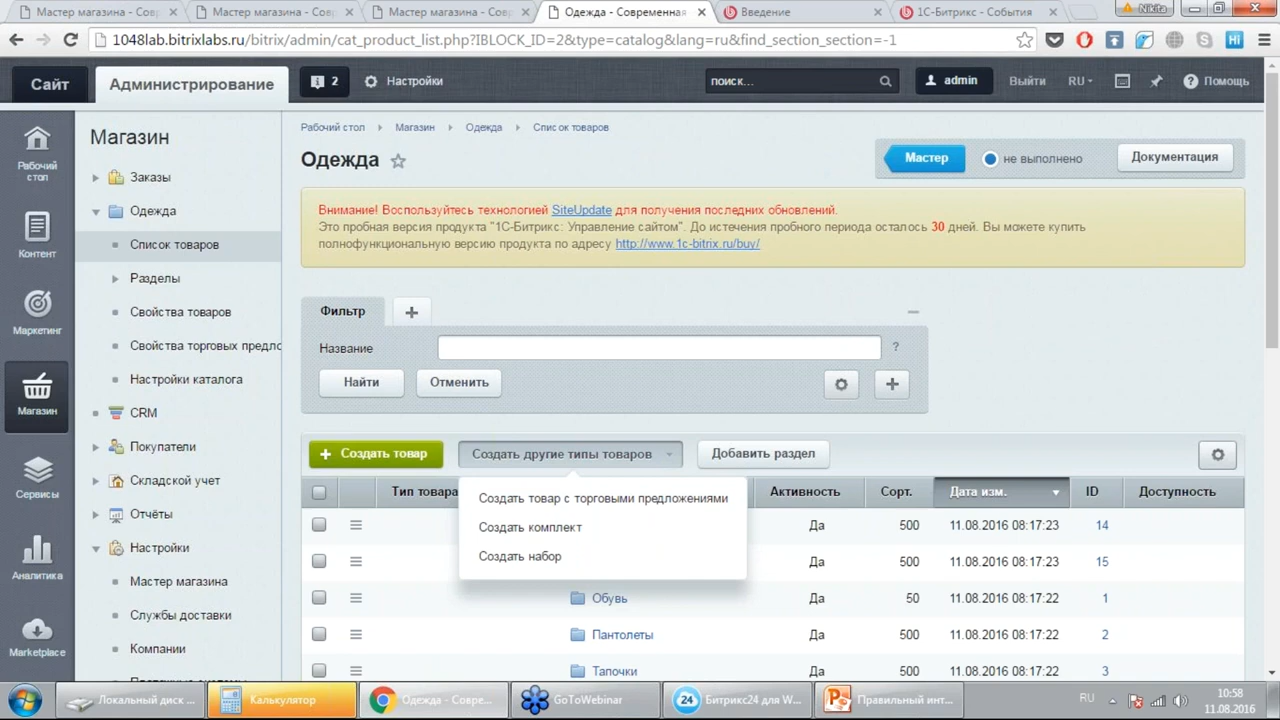 Мастер магазина - Сов
Мастер магазина - Сов
Мастер магазина - Сов
Одежда - Современная
Введение
1С-Битрикс - События
Nikita
1048lab.bitrixlabs.ru/bitrix/admin/cat_product_list.php?IBLOCK_ID=2&type=catalog&lang=ru&find_section_section=-1
Hi
Сайт
Администрирование
2
Настройки
поиск...
admin
Выйти
RU
Помощь
Рабочий стол
Контент
Маркетинг
Магазин
Сервисы
Аналитика
Marketplace
Магазин
Заказы
Одежда
Список товаров
Разделы
Свойства товаров
Свойства торговых предло
Настройки каталога
CRM
Покупатели
Складской учет
Отчёты
Настройки
Мастер магазина
Службы доставки
Компании
Рабочий стол Магазин Одежда Список товаров
Одежда
Мастер
не выполнено
Документация
Внимание! Воспользуйтесь технологией SiteUpdate для получения последних обновлений.
Это пробная версия продукта "1С-Битрикс: Управление сайтом". До истечения пробного периода осталось 30 дней. Вы можете купить
полнофункциональную версию продукта по адресу http://www.1c-bitrix.ru/buy/
Фильтр
+
Название
?
Найти
Отменить
+ Создать товар
Создать другие типы товаров
Добавить раздел
Создать товар с торговыми предложениями
Создать комплект
Создать набор
Тип товара Активность Сорт. Дата изм. ID Доступность
Да 500 11.08.2016 08:17:23 14
Да 500 11.08.2016 08:17:23 15
Обувь Да 50 11.08.2016 08:17:22 1
Пантолеты Да 500 11.08.2016 08:17:22 2
Тапочки Да 500 11.08.2016 08:17:22 3
Локальный диск ...
Калькулятор
Одежда - Совре...
GoToWebinar
24
Битрикс24 для W...
Правильный инт...
RU
10:58
11.08.2016